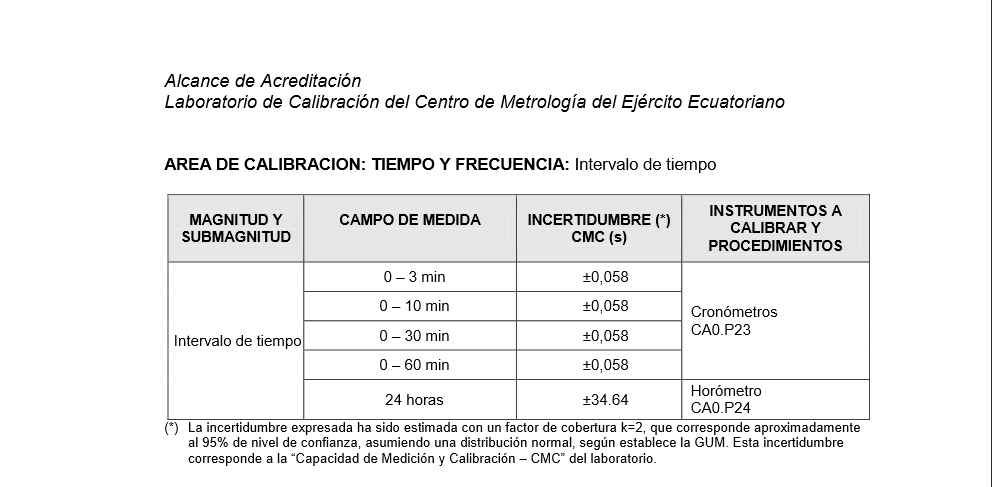 Alcance de Acreditación
Laboratorio de Calibración del Centro de Metrología del Ejército Ecuatoriano
AREA DE CALIBRACION: TIEMPO Y FRECUENCIA: Intervalo de tiempo
MAGNITUD Y
SUBMAGNITUD
CAMPO DE MEDIDA
INCERTIDUMBRE (*)
CMC (s)
INSTRUMENTOS A
CALIBRAR Y
PROCEDIMIENTOS
Intervalo de tiempo
0 – 3 min
±0,058
0 – 10 min
±0,058
0 – 30 min
±0,058
0 – 60 min
±0,058
Cronómetros
CA0.P23
24 horas
±34.64
Horómetro
CA0.P24
(*) La incertidumbre expresada ha sido estimada con un factor de cobertura k=2, que corresponde aproximadamente
al 95% de nivel de confianza, asumiendo una distribución normal, según establece la GUM. Esta incertidumbre
corresponde a la “Capacidad de Medición y Calibración – CMC” del laboratorio.